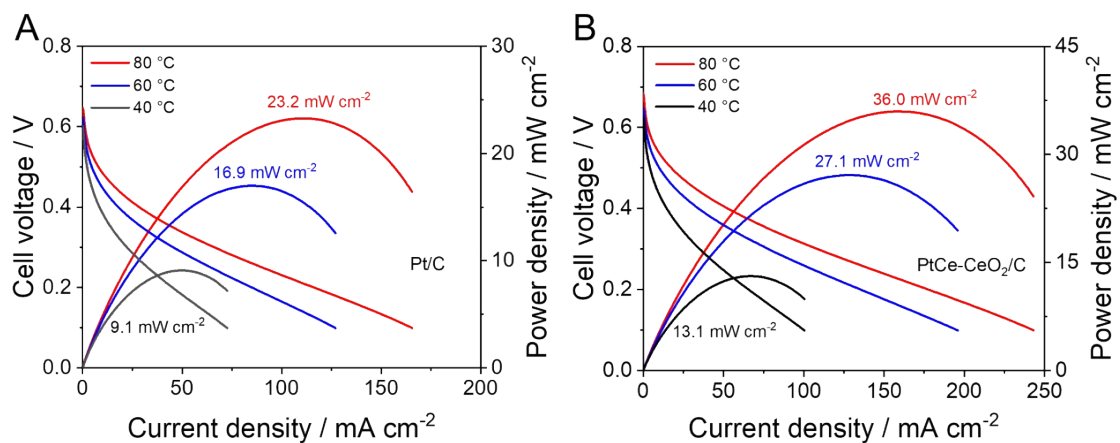 A
0.8
0.6
0.4
0.2
0.0
Cell voltage / V
80 °C
60 °C
40 °C
23.2 mW cm⁻²
16.9 mW cm⁻²
9.1 mW cm⁻²
Pt/C
30
20
10
0
Power density / mW cm⁻²
0 50 100 150 200
Current density / mA cm⁻²
B
0.8
0.6
0.4
0.2
0.0
Cell voltage / V
80 °C
60 °C
40 °C
36.0 mW cm⁻²
27.1 mW cm⁻²
13.1 mW cm⁻²
PtCe-CeO₂/C
45
30
15
0
Power density / mW cm⁻²
0 50 100 150 200 250
Current density / mA cm⁻²